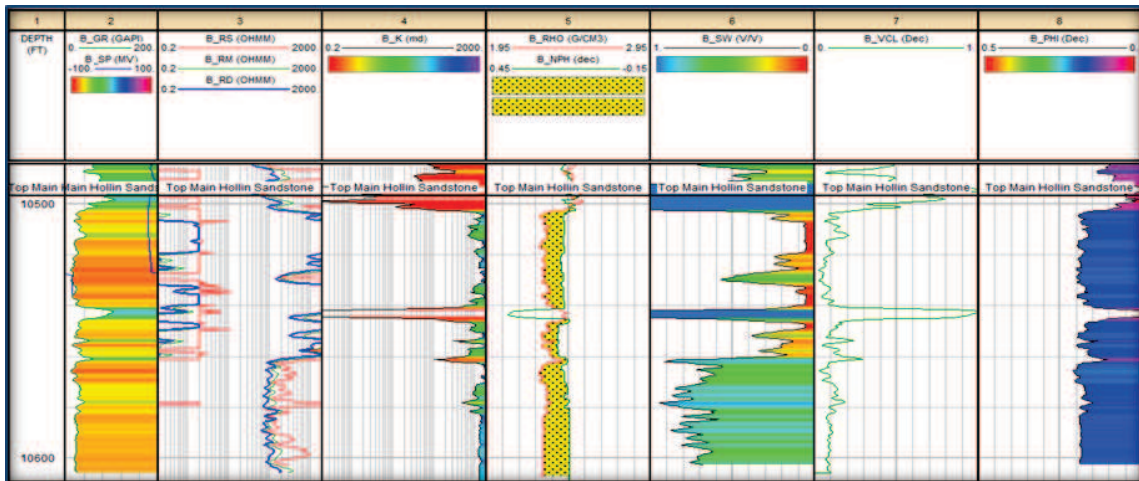 1 2 3 4 5 6 7 8
DEPTH
(FT)
B_GR (GAPI)
0. 200.
B_SP (MV)
-100. 100.
B_RS (OHMM)
0.2 2000.
B_RM (OHMM)
0.2 2000.
B_RD (OHMM)
0.2 2000.
B_K (md)
0.2 2000.
B_RHO (G/CM3)
1.95 2.95
B_NPH (dec)
0.45 -0.15
B_SW (V/V)
1. 0.
B_VCL (Dec)
0. 1.
B_PHI (Dec)
0.5 0.
Top Main Main Hollin Sands Top Main Hollin Sandstone Top Main Hollin Sandstone Top Main Hollin Sandstone Top Main Hollin Sandstone Top Main Hollin Sandstone Top Main Hollin Sandstone
10500
10600